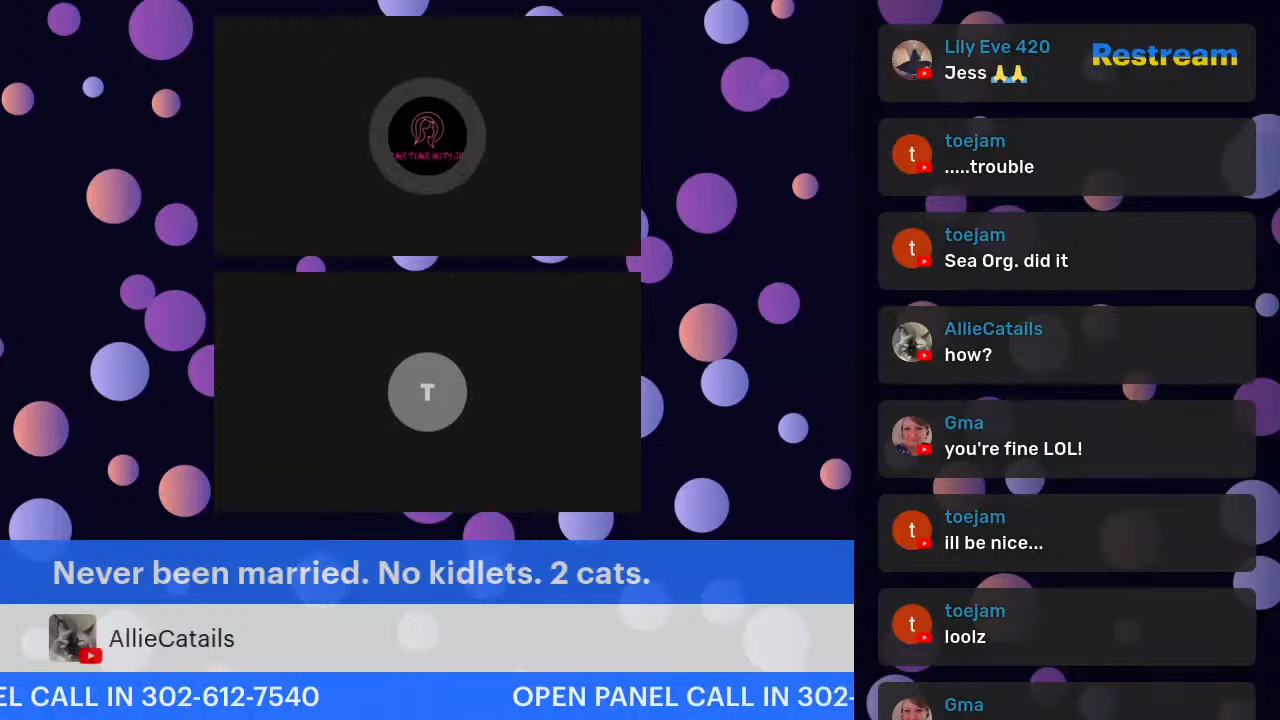 T
Never been married. No kidlets. 2 cats.
AllieCatails
EL CALL IN 302-612-7540 OPEN PANEL CALL IN 302-
Restream
Lily Eve 420
Jess 🙏🙏
t
toejam
.....trouble
t
toejam
Sea Org. did it
AllieCatails
how?
Gma
you're fine LOL!
t
toejam
ill be nice...
t
toejam
loolz
Gma